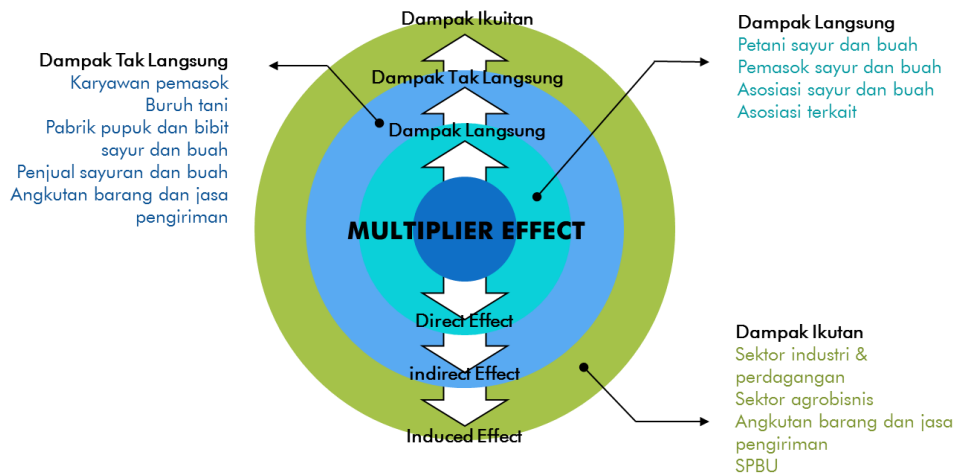 Dampak Tak Langsung
Karyawan pemasok
Buruh tani
Pabrik pupuk dan bibit
sayur dan buah
Penjual sayuran dan buah
Angkutan barang dan jasa
pengiriman
Dampak Ikuitan
Dampak Tak Langsung
Dampak Langsung
MULTIPLIER EFFECT
Direct Effect
indirect Effect
Induced Effect
Dampak Langsung
Petani sayur dan buah
Pemasok sayur dan buah
Asosiasi sayur dan buah
Asosiasi terkait
Dampak Ikutan
Sektor industri &
perdagangan
Sektor agrobisnis
Angkutan barang dan jasa
pengiriman
SPBU